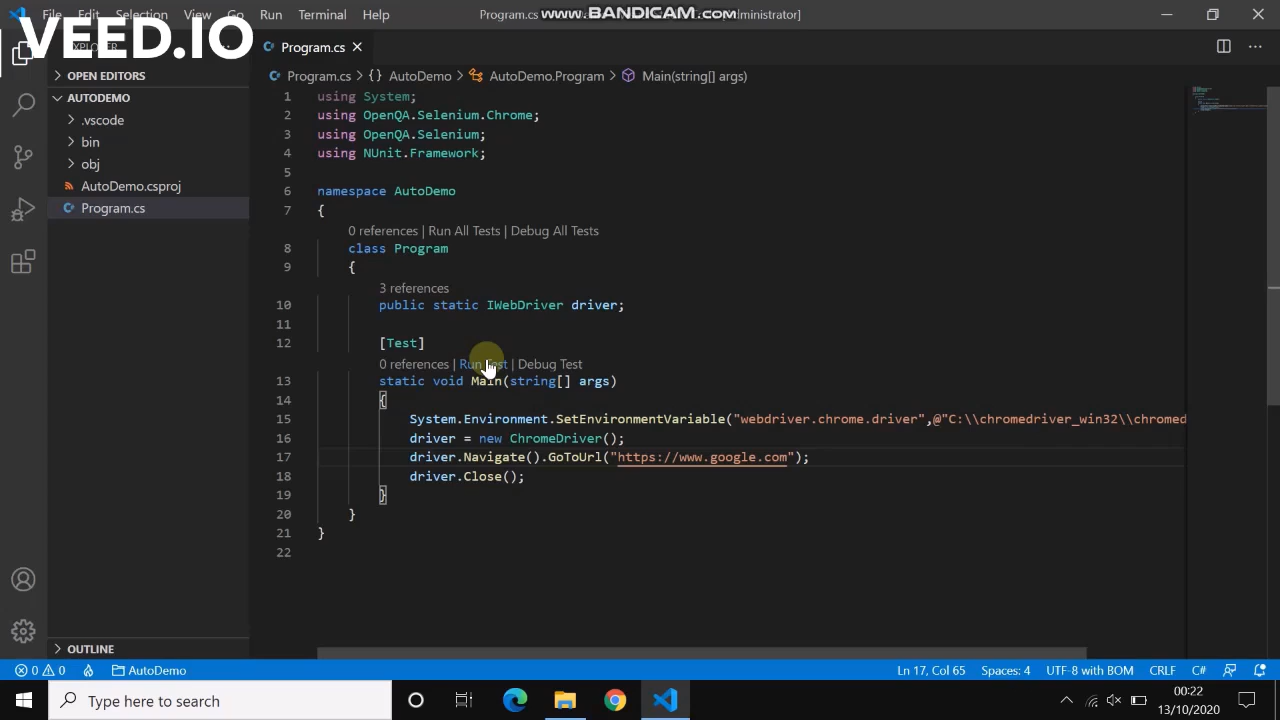 File Edit Selection View Go Run Terminal Help Program.cs
www.BANDICAM.com
VEED.IO
Program.cs
OPEN EDITORS
AUTODEMO
.vscode
bin
obj
AutoDemo.csproj
Program.cs
OUTLINE
Program.cs > {} AutoDemo > AutoDemo.Program > Main(string[] args)
1 using System;
2 using OpenQA.Selenium.Chrome;
3 using OpenQA.Selenium;
4 using NUnit.Framework;
5
6 namespace AutoDemo
7 {
0 references | Run All Tests | Debug All Tests
8 class Program
9 {
3 references
10 public static IWebDriver driver;
11
12 [Test]
0 references | Run Test | Debug Test
13 static void Main(string[] args)
14 {
15 System.Environment.SetEnvironmentVariable("webdriver.chrome.driver",@"C:\\chromedriver_win32\\chromed
16 driver = new ChromeDriver();
17 driver.Navigate().GoToUrl("https://www.google.com");
18 driver.Close();
19 }
20 }
21 }
22
0 0 AutoDemo Ln 17, Col 65 Spaces: 4 UTF-8 with BOM CRLF C#
Type here to search
00:22
13/10/2020